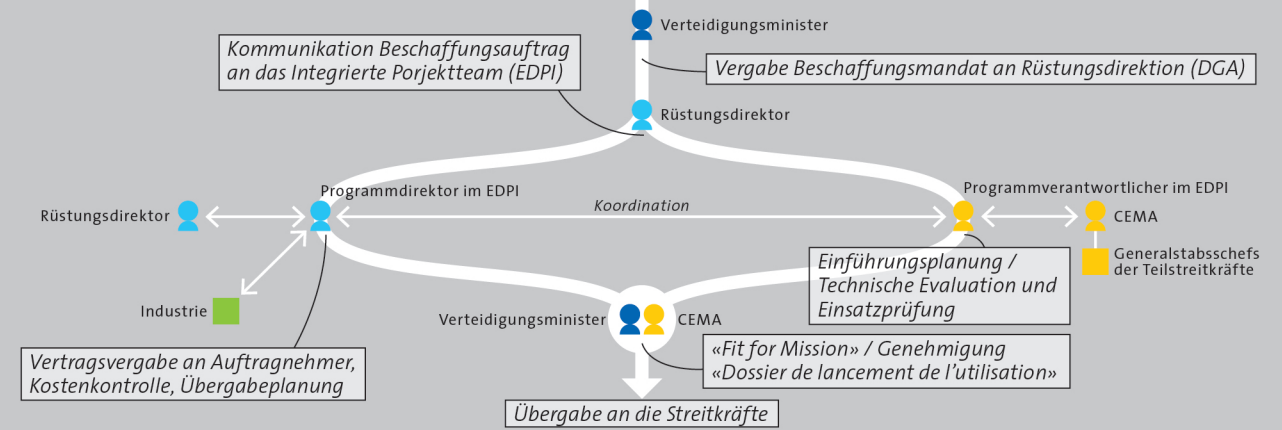 Verteidigungsminister
Kommunikation Beschaffungsauftrag
an das Integrierte Porjektteam (EDPI)
Vergabe Beschaffungsmandat an Rüstungsdirektion (DGA)
Rüstungsdirektor
Programmdirektor im EDPI
Programmverantwortlicher im EDPI
Rüstungsdirektor
Koordination
CEMA
Generalstabsschefs
der Teilstreitkräfte
Einführungsplanung /
Technische Evaluation und
Einsatzprüfung
Industrie
Verteidigungsminister
CEMA
Vertragsvergabe an Auftragnehmer,
Kostenkontrolle, Übergabeplanung
«Fit for Mission» / Genehmigung
«Dossier de lancement de l'utilisation»
Übergabe an die Streitkräfte